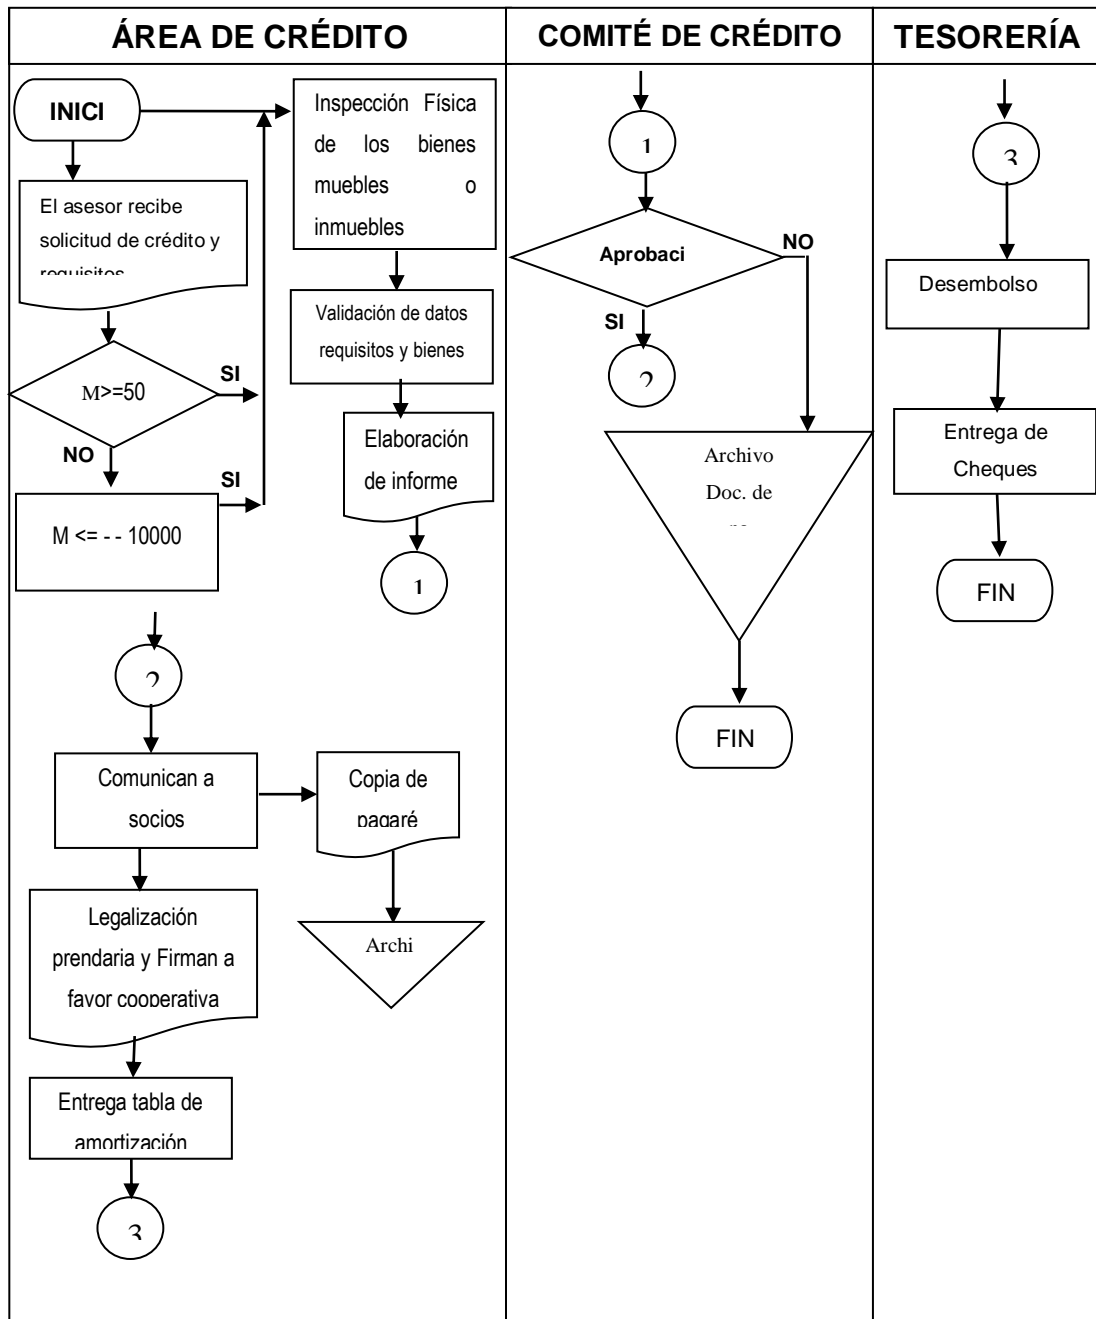 ÁREA DE CRÉDITO
COMITÉ DE CRÉDITO
TESORERÍA
INICI
El asesor recibe
solicitud de crédito y
requisitos
M>=50
SI
NO
SI
M <= - - 10000
Inspección Física
de los bienes
muebles o
inmuebles
Validación de datos
requisitos y bienes
Elaboración
de informe
1
2
Comunican a
socios
Copia de
pagaré
Archi
Legalización
prendaria y Firman a
favor cooperativa
Entrega tabla de
amortización
3
1
Aprobaci
NO
SI
2
Archivo
Doc. de
FIN
3
Desembolso
Entrega de
Cheques
FIN